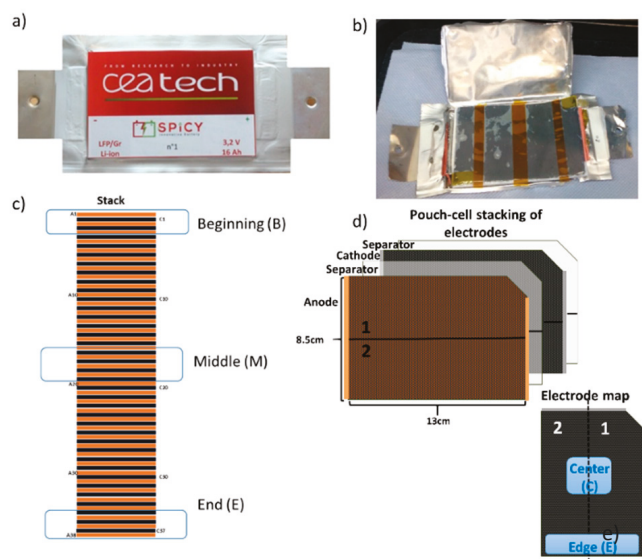 a)
FROM RESEARCH TO INDUSTRY
ceatech
SPiCY
LFP/Gr
Li-ion
n°1
3,2 V
16 Ah
b)
c)
Stack
A1
C1
Beginning (B)
A10
C10
Middle (M)
A20
C20
A30
C30
End (E)
C37
A38
d)
Pouch-cell stacking of
electrodes
Separator
Cathode
Separator
Anode
1
2
8.5cm
13cm
Electrode map
2 1
Center
(C)
Edge (E)
e)